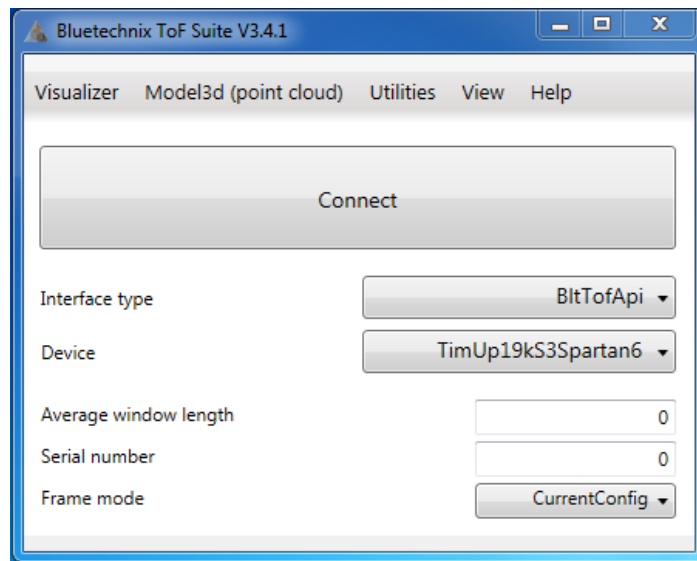 Bluetechnix ToF Suite V3.4.1
Visualizer Model3d (point cloud) Utilities View Help
Connect
Interface type BltTofApi
Device TimUp19kS3Spartan6
Average window length 0
Serial number 0
Frame mode CurrentConfig